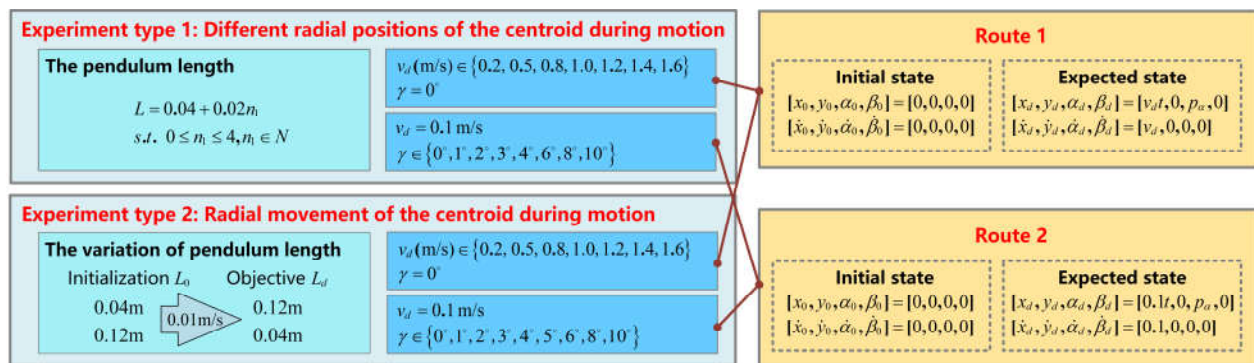 Experiment type 1: Different radial positions of the centroid during motion
The pendulum length
L = 0.04 + 0.02n₁
s.t. 0 ≤ n₁ ≤ 4, n₁ ∈ N
v_d (m/s) ∈ {0.2, 0.5, 0.8, 1.0, 1.2, 1.4, 1.6}
γ = 0°
v_d = 0.1 m/s
γ ∈ {0°, 1°, 2°, 3°, 4°, 6°, 8°, 10°}
Experiment type 2: Radial movement of the centroid during motion
The variation of pendulum length
Initialization L₀ Objective L_d
0.04m 0.12m
0.01m/s
0.12m 0.04m
v_d (m/s) ∈ {0.2, 0.5, 0.8, 1.0, 1.2, 1.4, 1.6}
γ = 0°
v_d = 0.1 m/s
γ ∈ {0°, 1°, 2°, 3°, 4°, 5°, 6°, 8°, 10°}
Route 1
Initial state
[x₀, y₀, α₀, β₀] = [0,0,0,0]
[ẋ₀, ẏ₀, α̇₀, β̇₀] = [0,0,0,0]
Expected state
[x_d, y_d, α_d, β_d] = [v_d t, 0, p_α, 0]
[ẋ_d, ẏ_d, α̇_d, β̇_d] = [v_d, 0,0,0]
Route 2
Initial state
[x₀, y₀, α₀, β₀] = [0,0,0,0]
[ẋ₀, ẏ₀, α̇₀, β̇₀] = [0,0,0,0]
Expected state
[x_d, y_d, α_d, β_d] = [0.1t, 0, p_α, 0]
[ẋ_d, ẏ_d, α̇_d, β̇_d] = [0.1, 0,0,0]